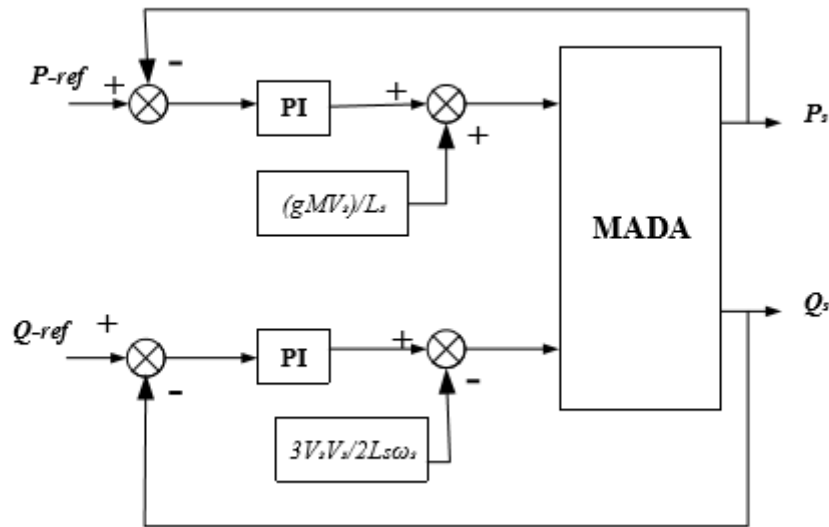 P-ref
+
-
PI
+
+
(gMVs)/Ls
MADA
Ps
Q-ref
+
-
PI
+
-
3VsVs/2Lsωs
Qs